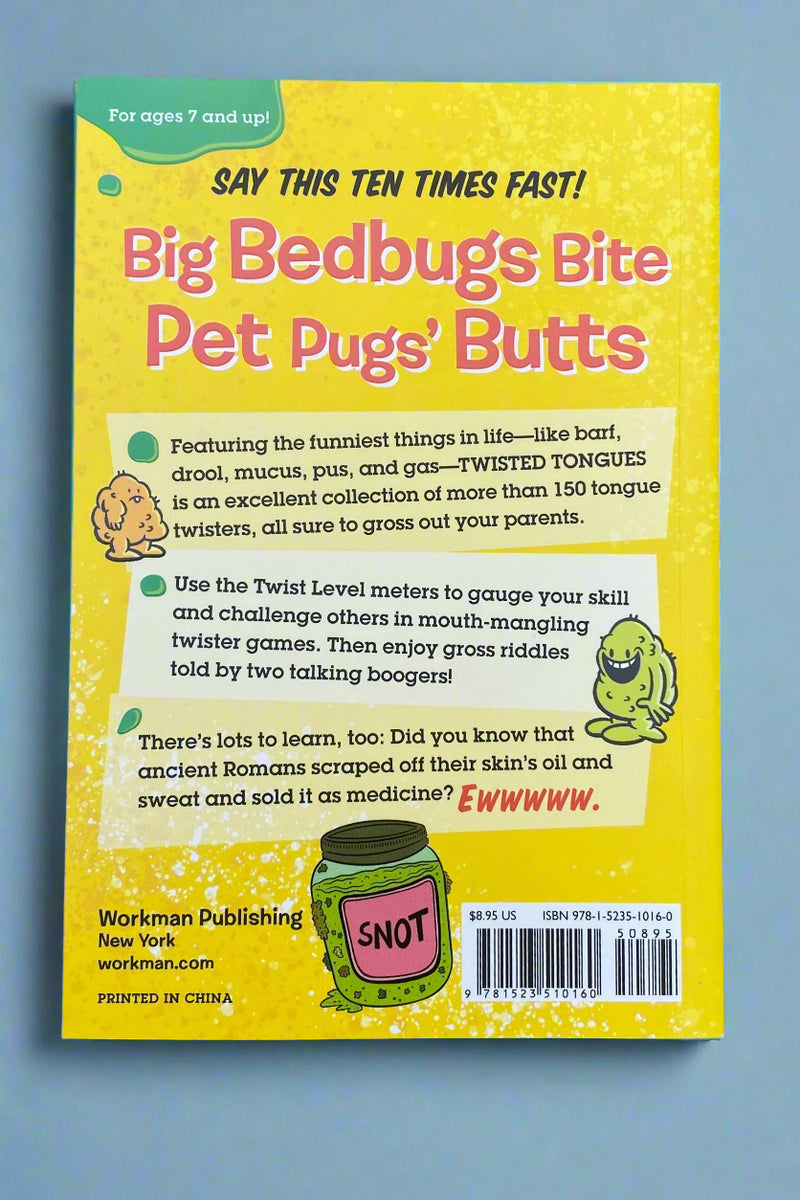 For ages 7 and up!
SAY THIS TEN TIMES FAST!
Big Bedbugs Bite
Pet Pugs' Butts
Featuring the funniest things in life—like barf,
drool, mucus, pus, and gas—TWISTED TONGUES
is an excellent collection of more than 150 tongue
twisters, all sure to gross out your parents.
Use the Twist Level meters to gauge your skill
and challenge others in mouth-mangling
twister games. Then enjoy gross riddles
told by two talking boogers!
There's lots to learn, too: Did you know that
ancient Romans scraped off their skin's oil and
sweat and sold it as medicine? Ewwwww.
SNOT
Workman Publishing
New York
workman.com
PRINTED IN CHINA
$8.95 US ISBN 978-1-5235-1016-0
50895
9 781523 510160